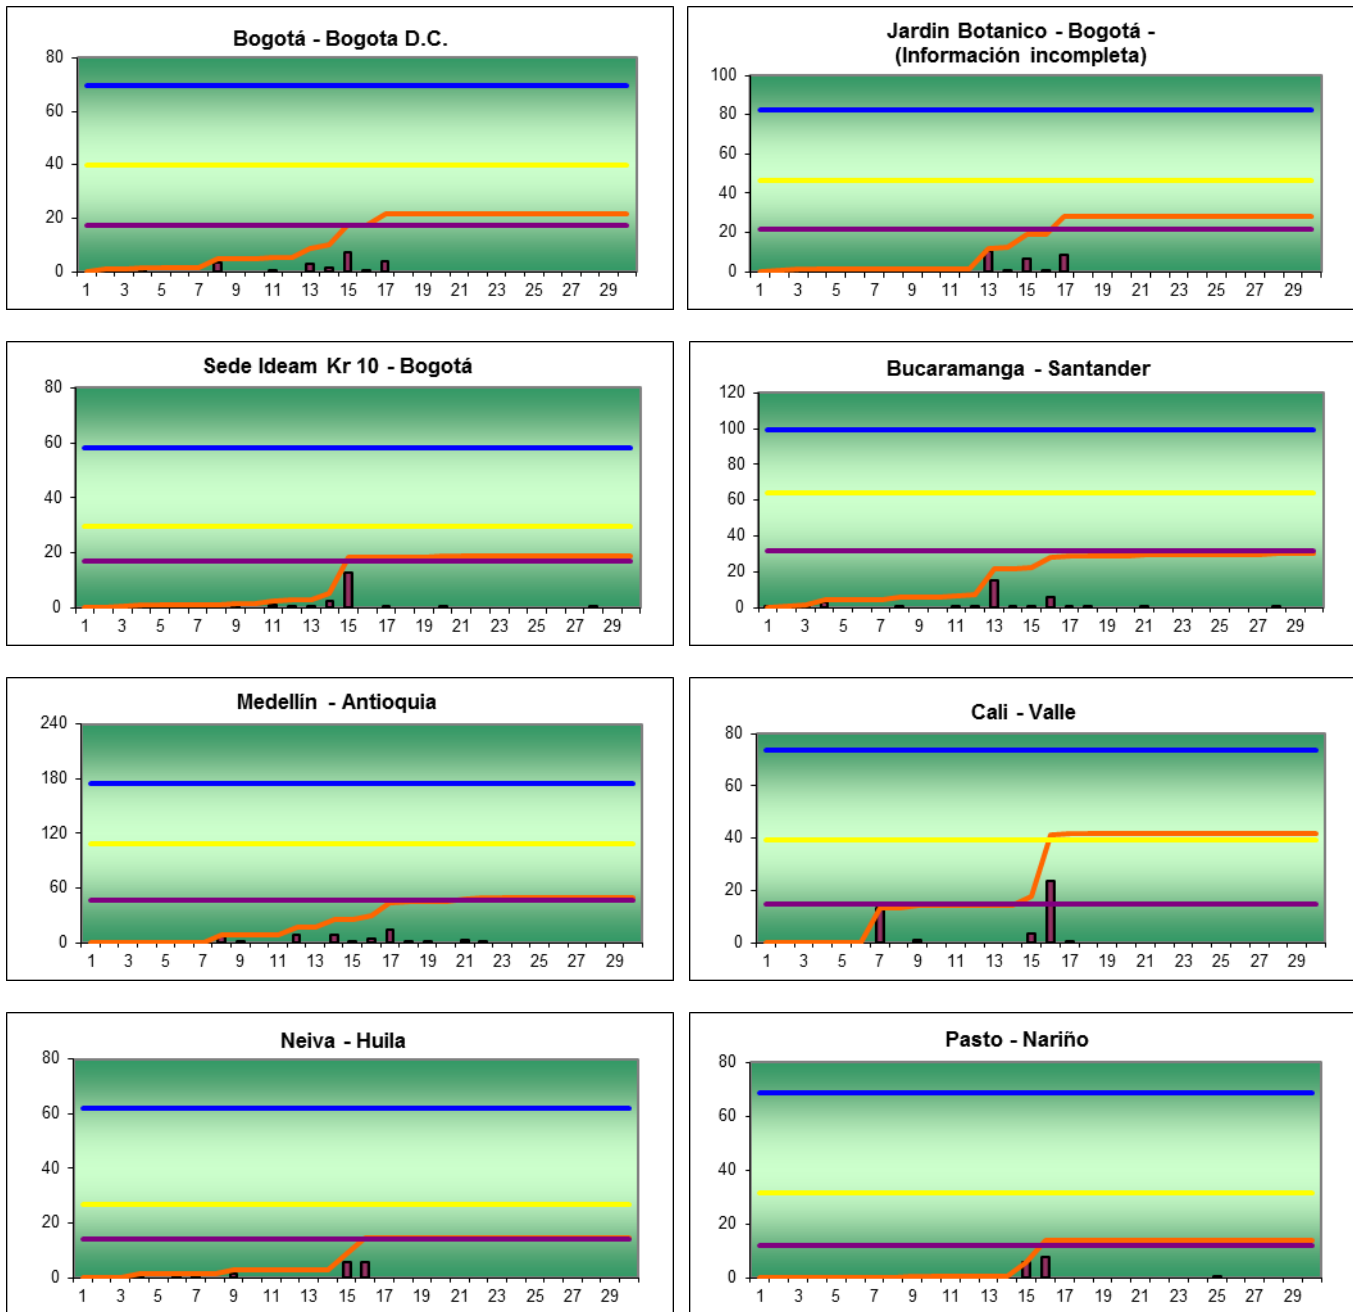 Bogotá - Bogota D.C.
80
60
40
20
0
1 3 5 7 9 11 13 15 17 19 21 23 25 27 29
Jardin Botanico - Bogotá -
(Información incompleta)
100
80
60
40
20
0
1 3 5 7 9 11 13 15 17 19 21 23 25 27 29
Sede Ideam Kr 10 - Bogotá
80
60
40
20
0
1 3 5 7 9 11 13 15 17 19 21 23 25 27 29
Bucaramanga - Santander
120
100
80
60
40
20
0
1 3 5 7 9 11 13 15 17 19 21 23 25 27 29
Medellín - Antioquia
240
180
120
60
0
1 3 5 7 9 11 13 15 17 19 21 23 25 27 29
Cali - Valle
80
60
40
20
0
1 3 5 7 9 11 13 15 17 19 21 23 25 27 29
Neiva - Huila
80
60
40
20
0
1 3 5 7 9 11 13 15 17 19 21 23 25 27 29
Pasto - Nariño
80
60
40
20
0
1 3 5 7 9 11 13 15 17 19 21 23 25 27 29